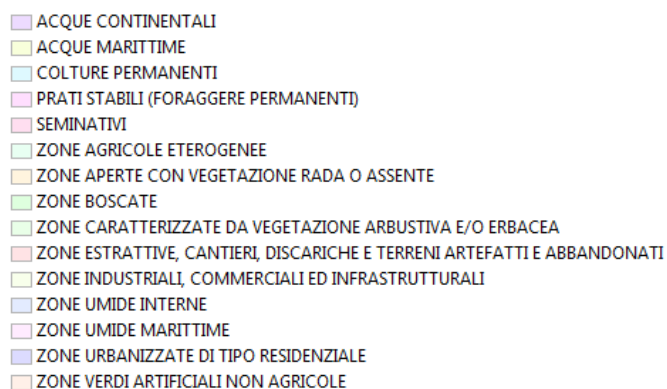 ACQUE CONTINENTALI
ACQUE MARITTIME
COLTURE PERMANENTI
PRATI STABILI (FORAGGERE PERMANENTI)
SEMINATIVI
ZONE AGRICOLE ETEROGENEE
ZONE APERTE CON VEGETAZIONE RADA O ASSENTE
ZONE BOSCATE
ZONE CARATTERIZZATE DA VEGETAZIONE ARBUSTIVA E/O ERBACEA
ZONE ESTRATTIVE, CANTIERI, DISCARICHE E TERRENI ARTEFATTI E ABBANDONATI
ZONE INDUSTRIALI, COMMERCIALI ED INFRASTRUTTURALI
ZONE UMIDE INTERNE
ZONE UMIDE MARITTIME
ZONE URBANIZZATE DI TIPO RESIDENZIALE
ZONE VERDI ARTIFICIALI NON AGRICOLE